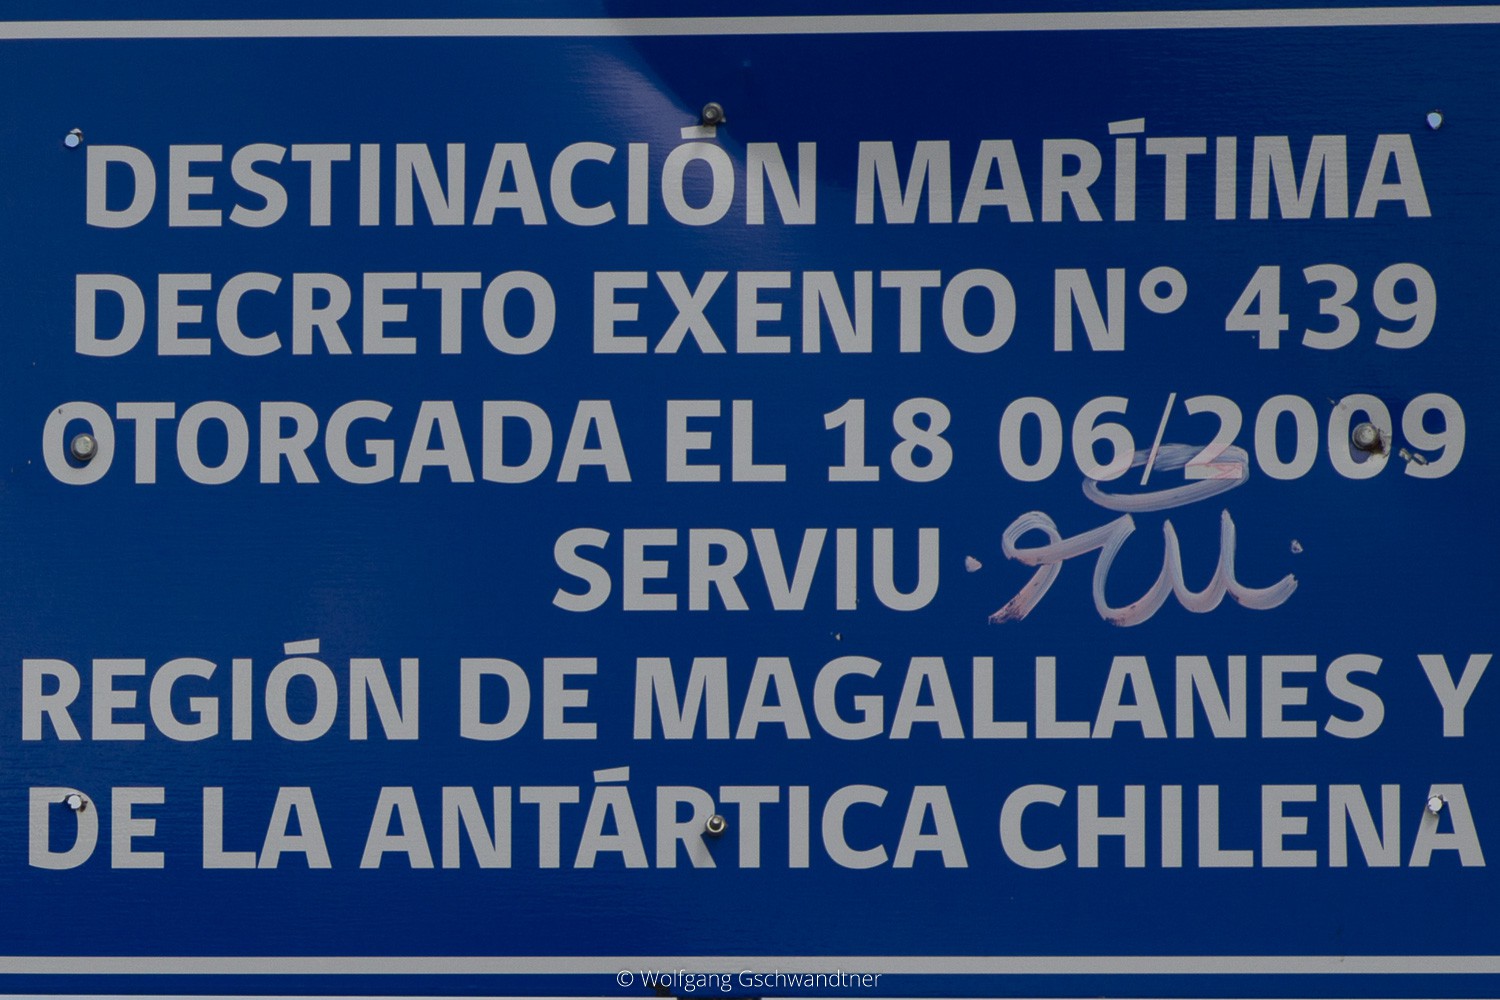 DESTINACIÓN MARÍTIMA
DECRETO EXENTO N° 439
OTORGADA EL 18 06/2009
SERVIU
REGIÓN DE MAGALLANES Y
DE LA ANTÁRTICA CHILENA
© Wolfgang Gschwandtner